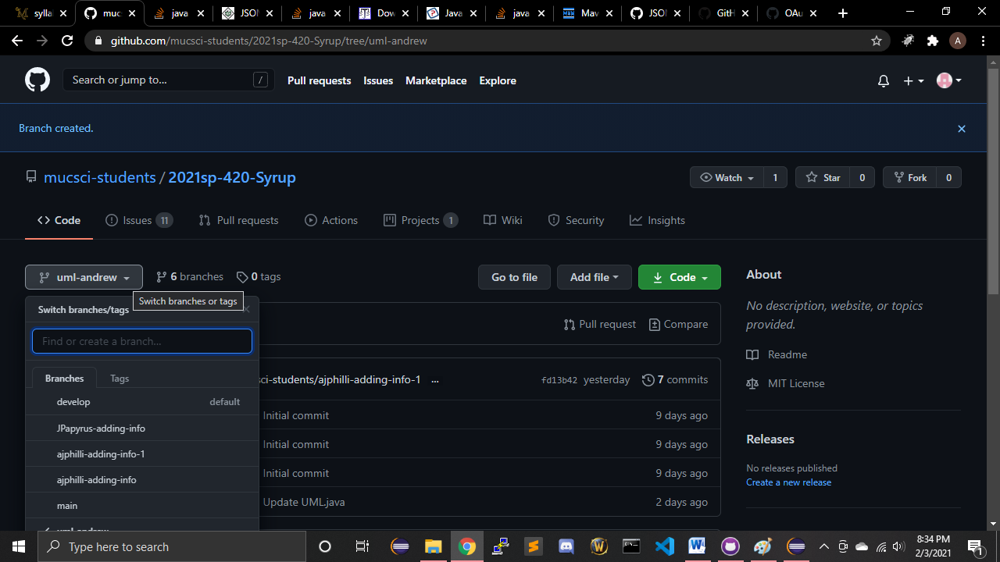 sylla
muc
java
JSON
java
Dow
Java
java
Mav
JSON
GitH
OAu
github.com/mucsci-students/2021sp-420-Syrup/tree/uml-andrew
A
Search or jump to...
/
Pull requests
Issues
Marketplace
Explore
Branch created.
mucsci-students / 2021sp-420-Syrup
Watch 1
Star 0
Fork 0
Code
Issues 11
Pull requests
Actions
Projects 1
Wiki
Security
Insights
uml-andrew
6 branches
0 tags
Go to file
Add file
Code
About
Switch branches or tags
Switch branches/tags
No description, website, or topics
provided.
Pull request
Compare
Find or create a branch...
Readme
Branches
Tags
sci-students/ajphilli-adding-info-1 ...
fd13b42 yesterday
7 commits
MIT License
develop default
Initial commit 9 days ago
JPapyrus-adding-info
Initial commit 9 days ago
ajphilli-adding-info-1
Releases
Initial commit 9 days ago
No releases published
ajphilli-adding-info
Create a new release
Update UML.java 2 days ago
main
uml-andrew
Type here to search
8:34 PM
2/3/2021
1